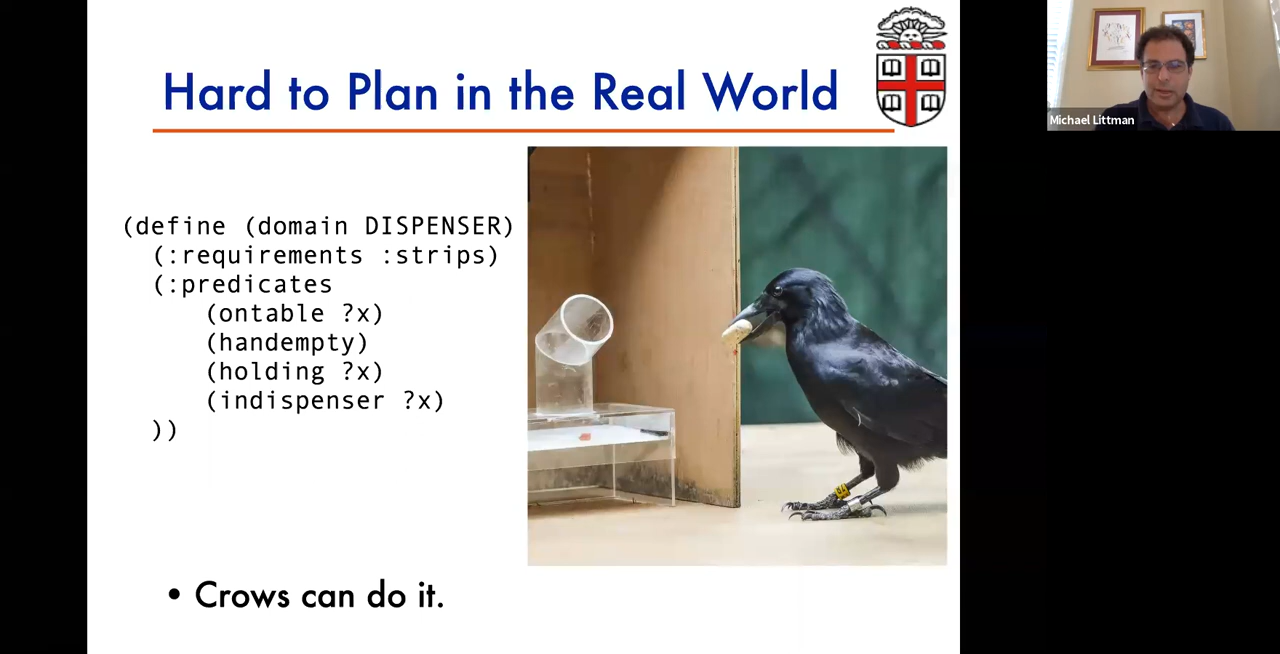 Hard to Plan in the Real World
(define (domain DISPENSER)
(:requirements :strips)
(:predicates
(ontable ?x)
(handempty)
(holding ?x)
(indispenser ?x)
))
• Crows can do it.
Michael Littman